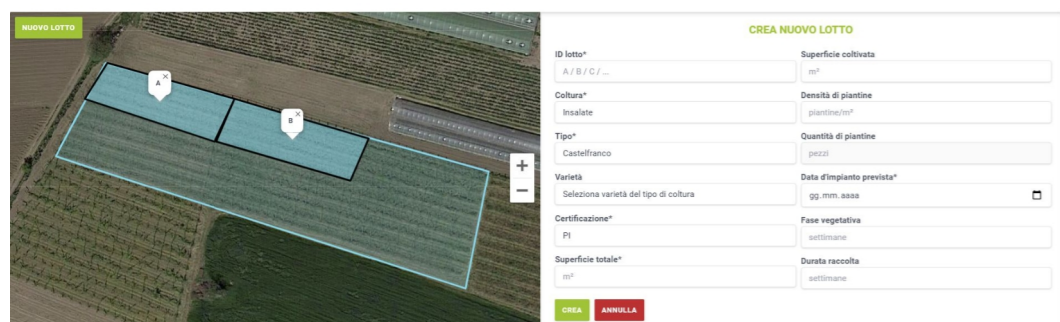 NUOVO LOTTO
A
×
B
×
+
−
CREA NUOVO LOTTO
ID lotto*
A / B / C / ...
Coltura*
Insalate
Tipo*
Castelfranco
Varietà
Seleziona varietà del tipo di coltura
Certificazione*
PI
Superficie totale*
m²
Superficie coltivata
m²
Densità di piantine
piantine/m²
Quantità di piantine
pezzi
Data d'impianto prevista*
gg.mm.aaaa
Fase vegetativa
settimane
Durata raccolta
settimane
CREA
ANNULLA